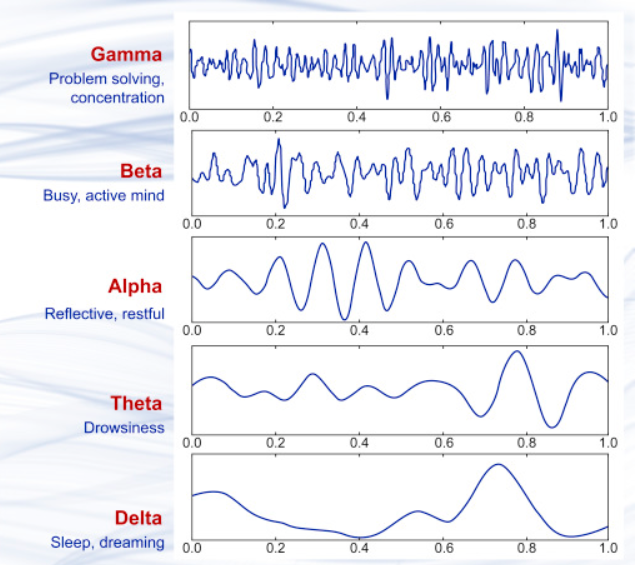 Gamma
Problem solving,
concentration
0.0 0.2 0.4 0.6 0.8 1.0
Beta
Busy, active mind
0.0 0.2 0.4 0.6 0.8 1.0
Alpha
Reflective, restful
0.0 0.2 0.4 0.6 0.8 1.0
Theta
Drowsiness
0.0 0.2 0.4 0.6 0.8 1.0
Delta
Sleep, dreaming
0.0 0.2 0.4 0.6 0.8 1.0